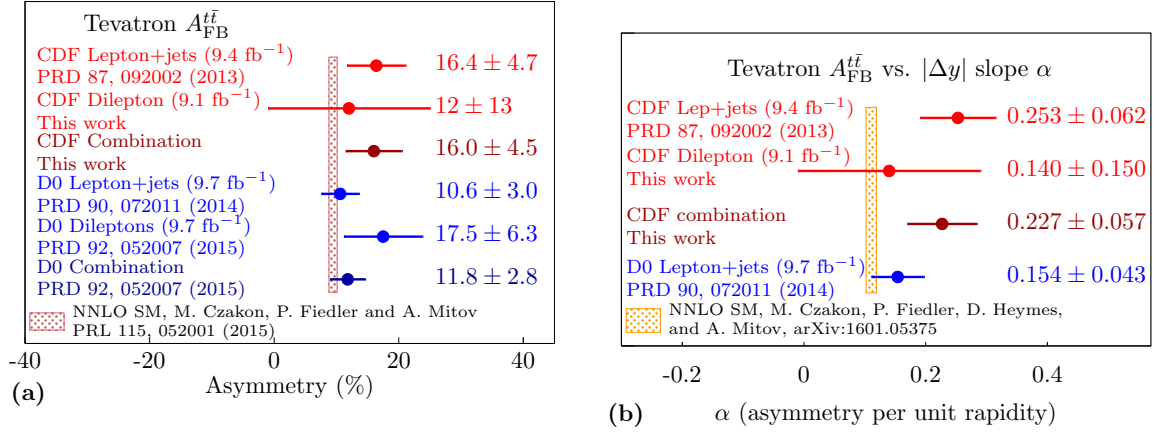 Tevatron A_FB^{tt̄}
CDF Lepton+jets (9.4 fb⁻¹)
PRD 87, 092002 (2013)
16.4 ± 4.7
CDF Dilepton (9.1 fb⁻¹)
This work
12 ± 13
CDF Combination
This work
16.0 ± 4.5
D0 Lepton+jets (9.7 fb⁻¹)
PRD 90, 072011 (2014)
10.6 ± 3.0
D0 Dileptons (9.7 fb⁻¹)
PRD 92, 052007 (2015)
17.5 ± 6.3
D0 Combination
PRD 92, 052007 (2015)
11.8 ± 2.8
NNLO SM, M. Czakon, P. Fiedler and A. Mitov
PRL 115, 052001 (2015)
-40 -20 0 20 40
Asymmetry (%)
(a)
Tevatron A_FB^{tt̄} vs. |Δy| slope α
CDF Lep+jets (9.4 fb⁻¹)
PRD 87, 092002 (2013)
0.253 ± 0.062
CDF Dilepton (9.1 fb⁻¹)
This work
0.140 ± 0.150
CDF combination
This work
0.227 ± 0.057
D0 Lepton+jets (9.7 fb⁻¹)
PRD 90, 072011 (2014)
0.154 ± 0.043
NNLO SM, M. Czakon, P. Fiedler, D. Heymes,
and A. Mitov, arXiv:1601.05375
-0.2 0 0.2 0.4
α (asymmetry per unit rapidity)
(b)